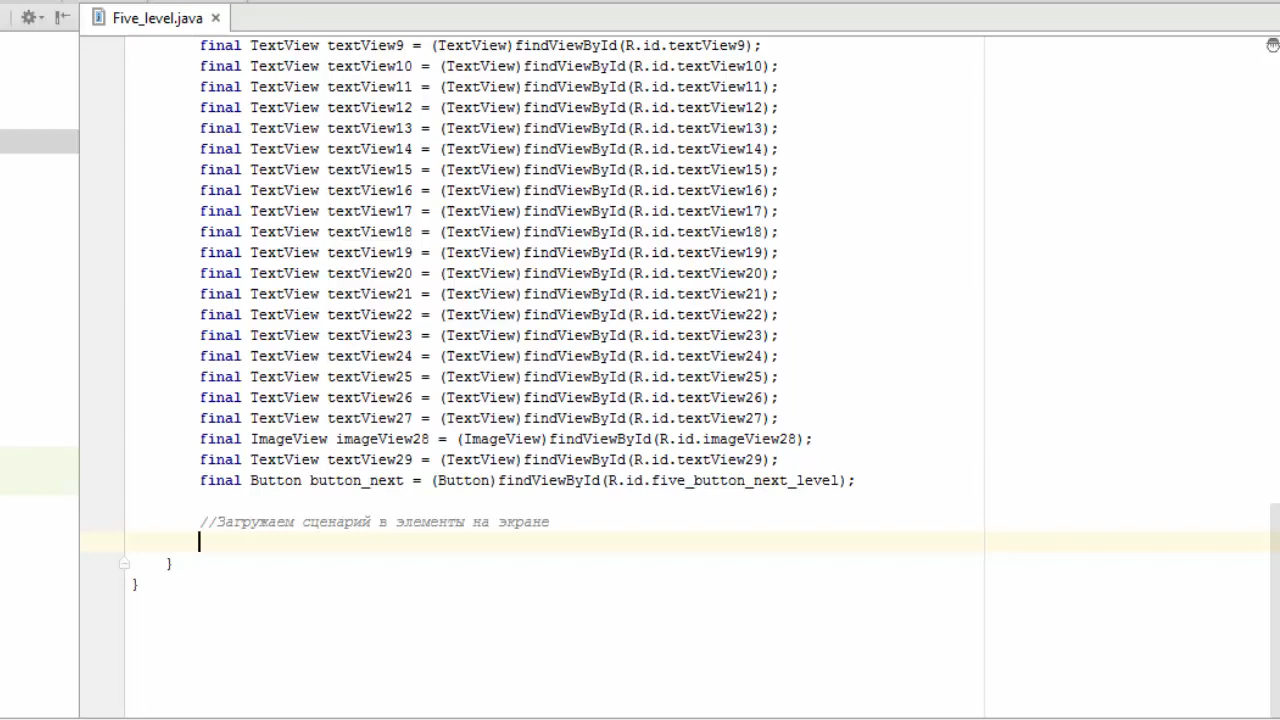 Five_level.java
final TextView textView9 = (TextView)findViewById(R.id.textView9);
final TextView textView10 = (TextView)findViewById(R.id.textView10);
final TextView textView11 = (TextView)findViewById(R.id.textView11);
final TextView textView12 = (TextView)findViewById(R.id.textView12);
final TextView textView13 = (TextView)findViewById(R.id.textView13);
final TextView textView14 = (TextView)findViewById(R.id.textView14);
final TextView textView15 = (TextView)findViewById(R.id.textView15);
final TextView textView16 = (TextView)findViewById(R.id.textView16);
final TextView textView17 = (TextView)findViewById(R.id.textView17);
final TextView textView18 = (TextView)findViewById(R.id.textView18);
final TextView textView19 = (TextView)findViewById(R.id.textView19);
final TextView textView20 = (TextView)findViewById(R.id.textView20);
final TextView textView21 = (TextView)findViewById(R.id.textView21);
final TextView textView22 = (TextView)findViewById(R.id.textView22);
final TextView textView23 = (TextView)findViewById(R.id.textView23);
final TextView textView24 = (TextView)findViewById(R.id.textView24);
final TextView textView25 = (TextView)findViewById(R.id.textView25);
final TextView textView26 = (TextView)findViewById(R.id.textView26);
final TextView textView27 = (TextView)findViewById(R.id.textView27);
final ImageView imageView28 = (ImageView)findViewById(R.id.imageView28);
final TextView textView29 = (TextView)findViewById(R.id.textView29);
final Button button_next = (Button)findViewById(R.id.five_button_next_level);
//Загружаем сценарий в элементы на экране
}
}